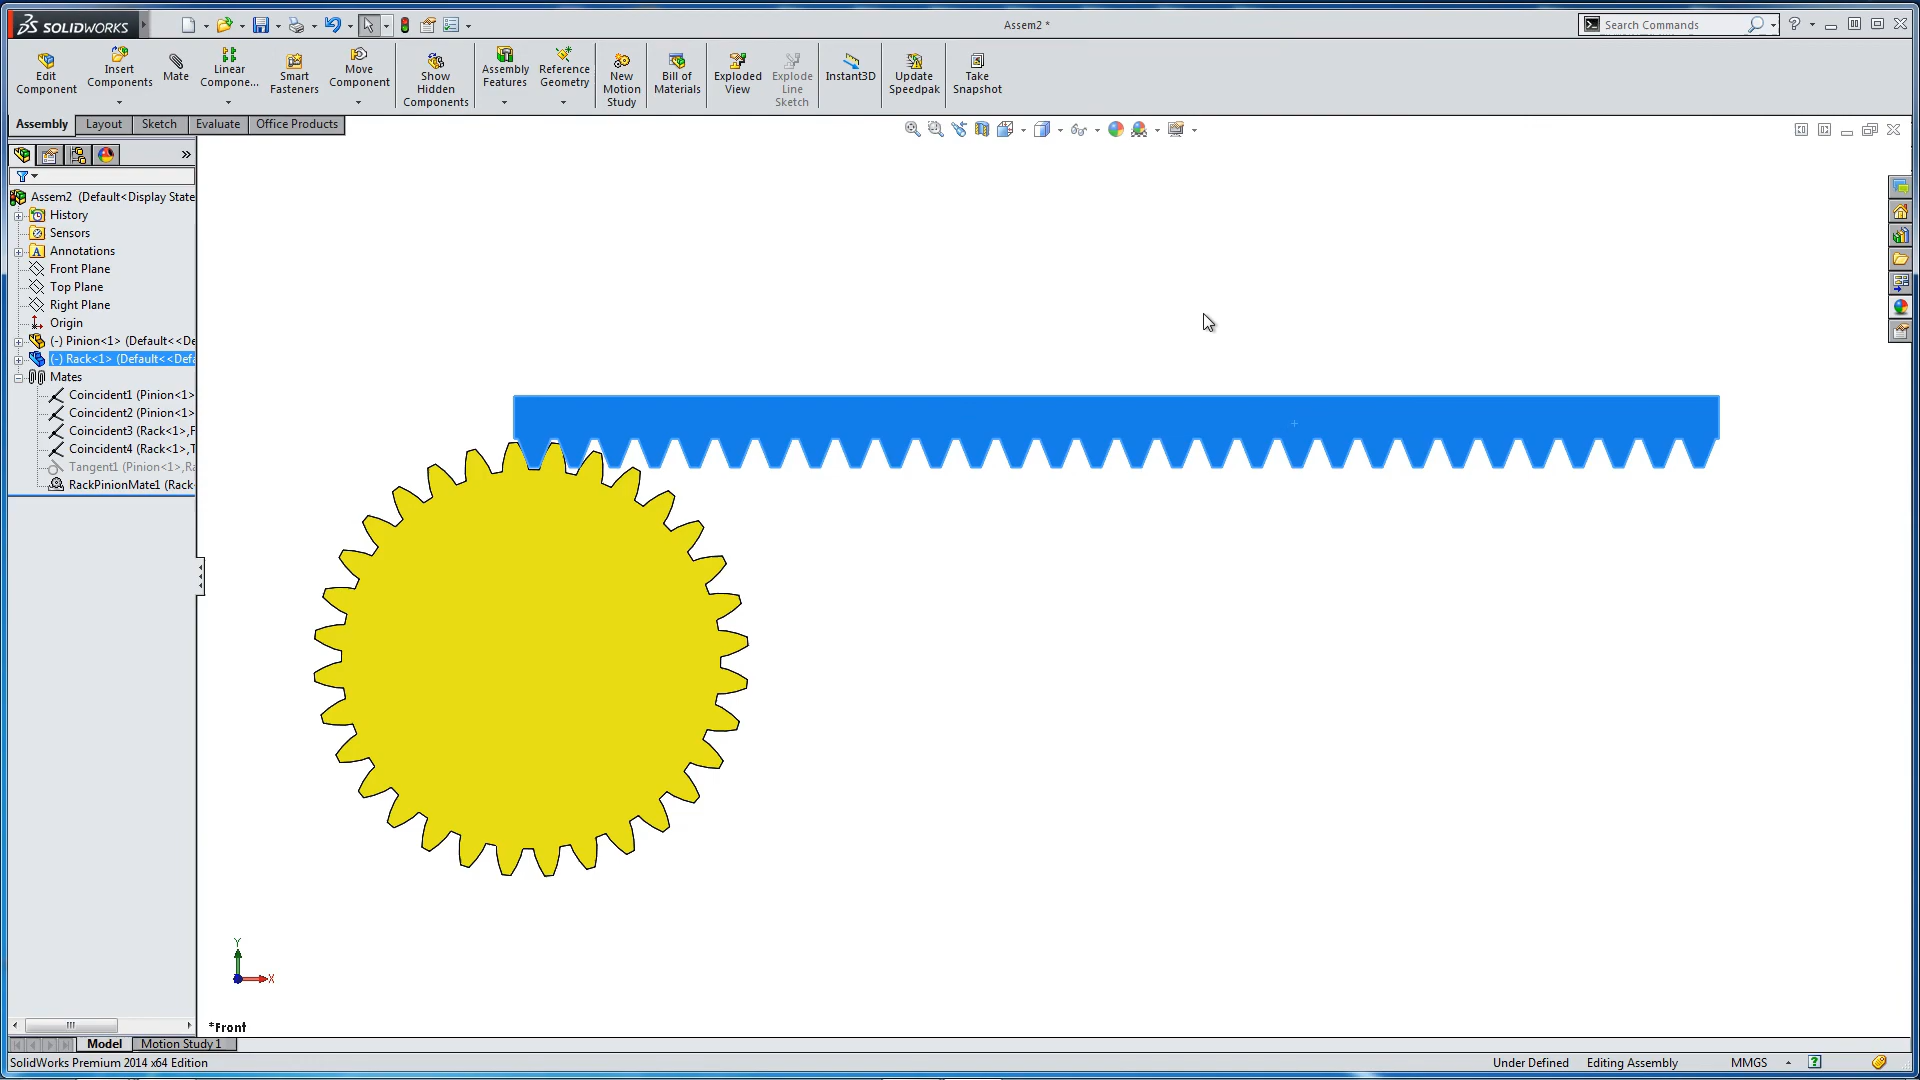 SOLIDWORKS
Assem2 *
Search Commands
Edit Component
Insert Components
Mate
Linear Compone...
Smart Fasteners
Move Component
Show Hidden Components
Assembly Features
Reference Geometry
New Motion Study
Bill of Materials
Exploded View
Explode Line Sketch
Instant3D
Update Speedpak
Take Snapshot
Assembly
Layout
Sketch
Evaluate
Office Products
Assem2 (Default<Display State
History
Sensors
A
Annotations
Front Plane
Top Plane
Right Plane
Origin
(-) Pinion<1> (Default<<De
(-) Rack<1> (Default<<Defa
Mates
Coincident1 (Pinion<1>
Coincident2 (Pinion<1>
Coincident3 (Rack<1>,F
Coincident4 (Rack<1>,T
Tangent1 (Pinion<1>,Ra
RackPinionMate1 (Rack
Y
X
*Front
Model
Motion Study 1
SolidWorks Premium 2014 x64 Edition
Under Defined
Editing Assembly
MMGS